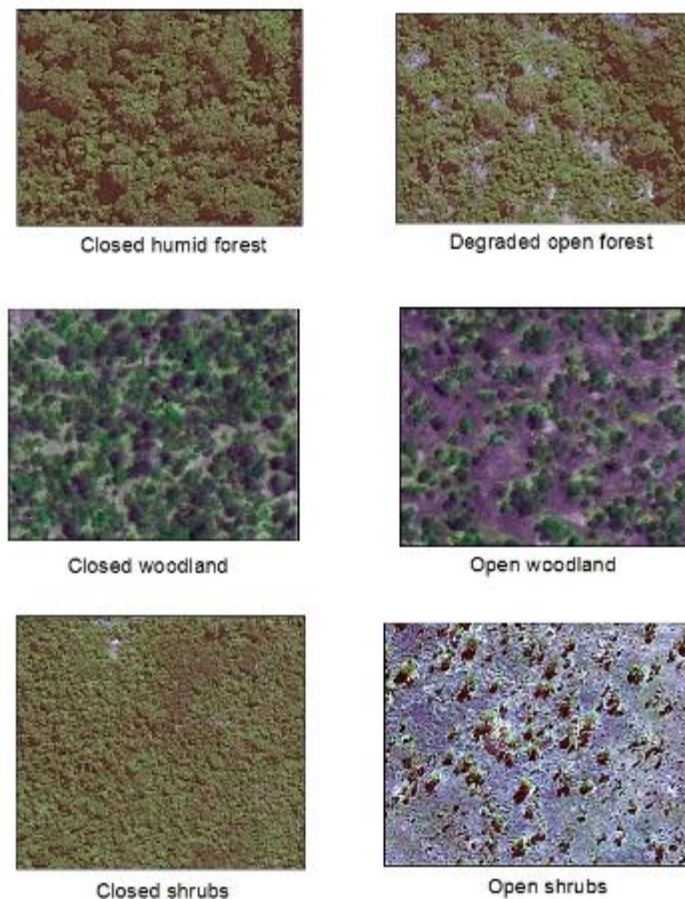 Closed humid forest
Degraded open forest
Closed woodland
Open woodland
Closed shrubs
Open shrubs